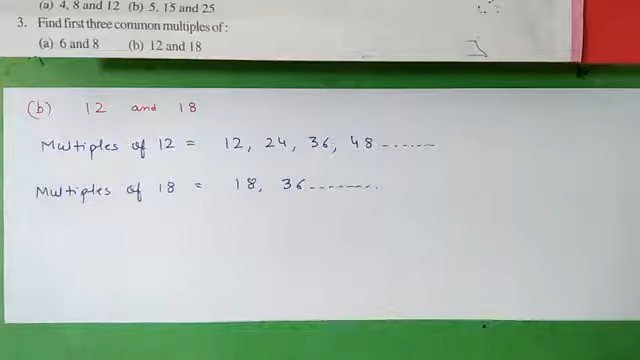 (a) 4, 8 and 12 (b) 5, 15 and 25
3. Find first three common multiples of :
(a) 6 and 8 (b) 12 and 18
(b) 12 and 18
Multiples of 12 = 12, 24, 36, 48 .......
Multiples of 18 = 18, 36 .........